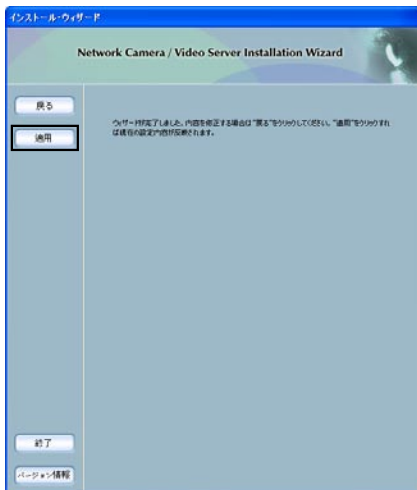 インストール・ウィザード
Network Camera / Video Server Installation Wizard
戻る
適用
ウィザードが完了しました。内容を修正する場合は"戻る"をクリックしてください。"適用"をクリックすれ
ば現在の設定内容が反映されます。
終了
バージョン情報